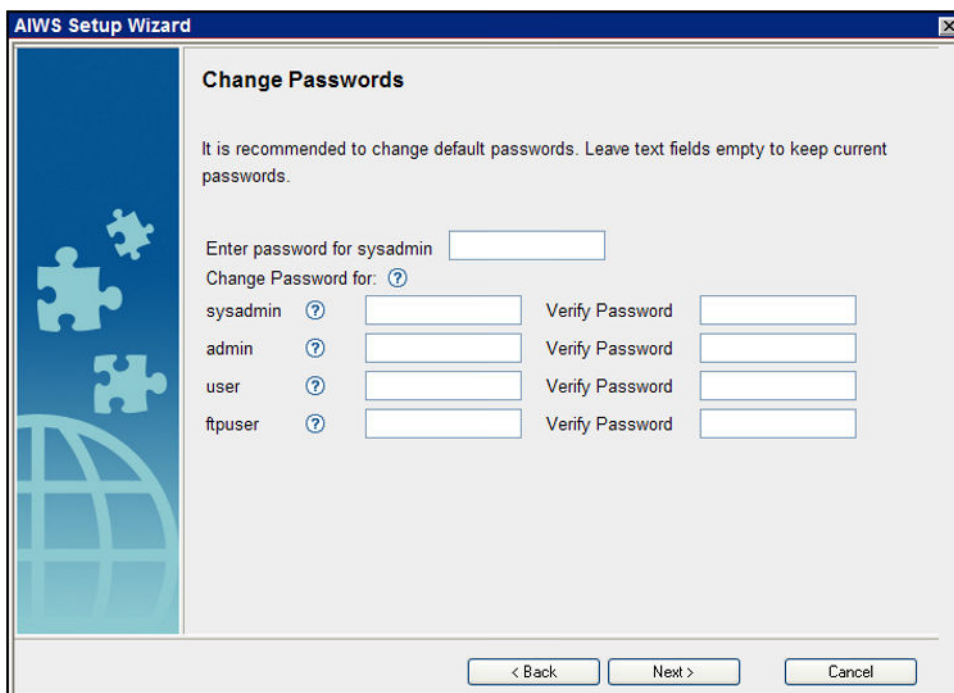 AIWS Setup Wizard
Change Passwords
It is recommended to change default passwords. Leave text fields empty to keep current
passwords.
Enter password for sysadmin
Change Password for: ?
sysadmin ? Verify Password
admin ? Verify Password
user ? Verify Password
ftpuser ? Verify Password
< Back Next > Cancel